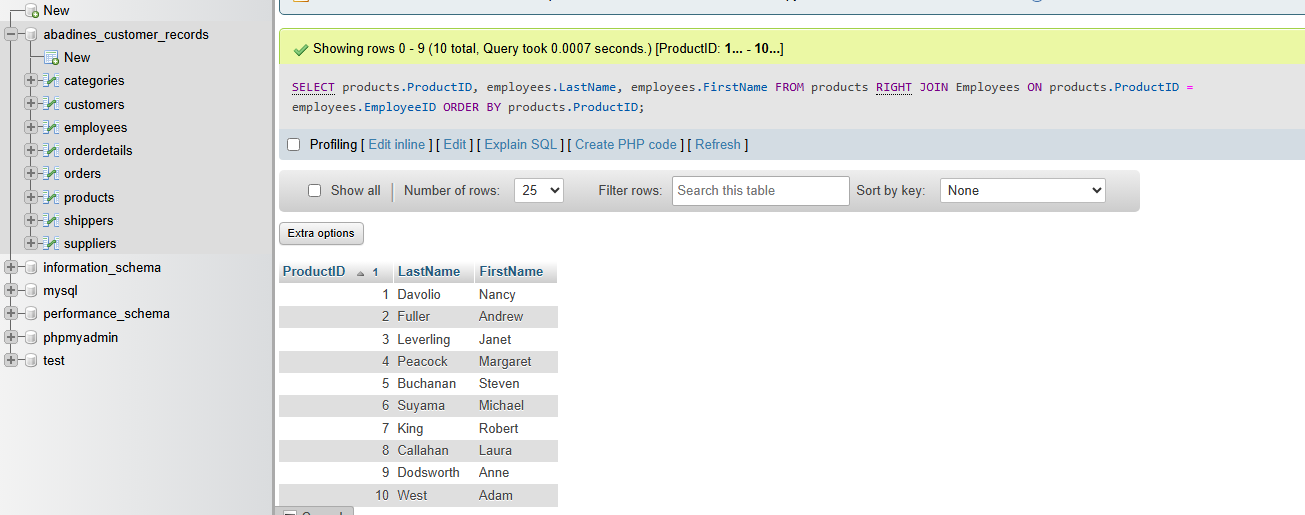 New
abadines_customer_records
New
categories
customers
employees
orderdetails
orders
products
shippers
suppliers
information_schema
mysql
performance_schema
phpmyadmin
test
Showing rows 0 - 9 (10 total, Query took 0.0007 seconds.) [ProductID: 1... - 10...]
SELECT products.ProductID, employees.LastName, employees.FirstName FROM products RIGHT JOIN Employees ON products.ProductID =
employees.EmployeeID ORDER BY products.ProductID;
Profiling [ Edit inline ] [ Edit ] [ Explain SQL ] [ Create PHP code ] [ Refresh ]
Show all Number of rows: 25 Filter rows: Search this table Sort by key: None
Extra options
ProductID 1 LastName FirstName
1 Davolio Nancy
2 Fuller Andrew
3 Leverling Janet
4 Peacock Margaret
5 Buchanan Steven
6 Suyama Michael
7 King Robert
8 Callahan Laura
9 Dodsworth Anne
10 West Adam